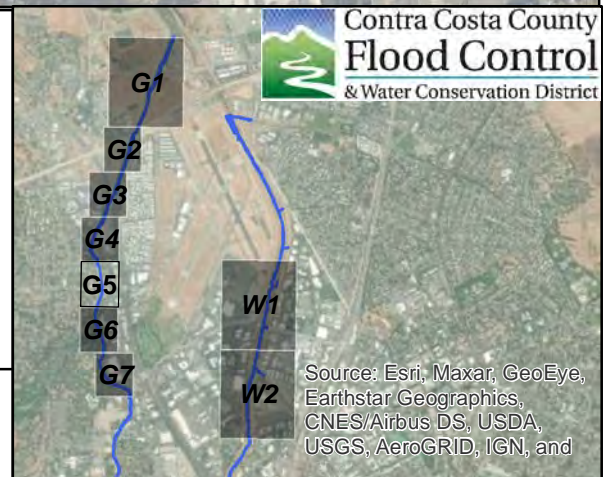 Contra Costa County
Flood Control
& Water Conservation District
G1
G2
G3
G4
G5
G6
G7
W1
W2
Source: Esri, Maxar, GeoEye,
Earthstar Geographics,
CNES/Airbus DS, USDA,
USGS, AeroGRID, IGN, and